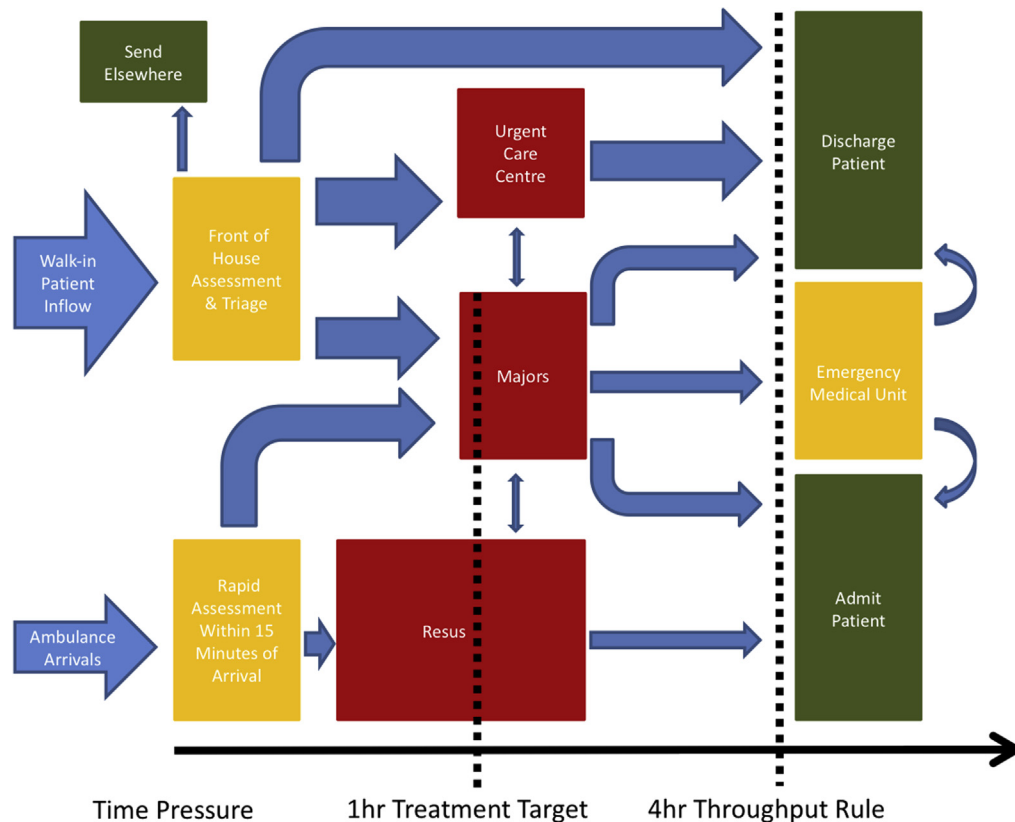 Send
Elsewhere
Urgent
Care
Centre
Discharge
Patient
Walk-in
Patient
Inflow
Front of
House
Assessment
& Triage
Majors
Emergency
Medical Unit
Ambulance
Arrivals
Rapid
Assessment
Within 15
Minutes of
Arrival
Resus
Admit
Patient
Time Pressure
1hr Treatment Target
4hr Throughput Rule